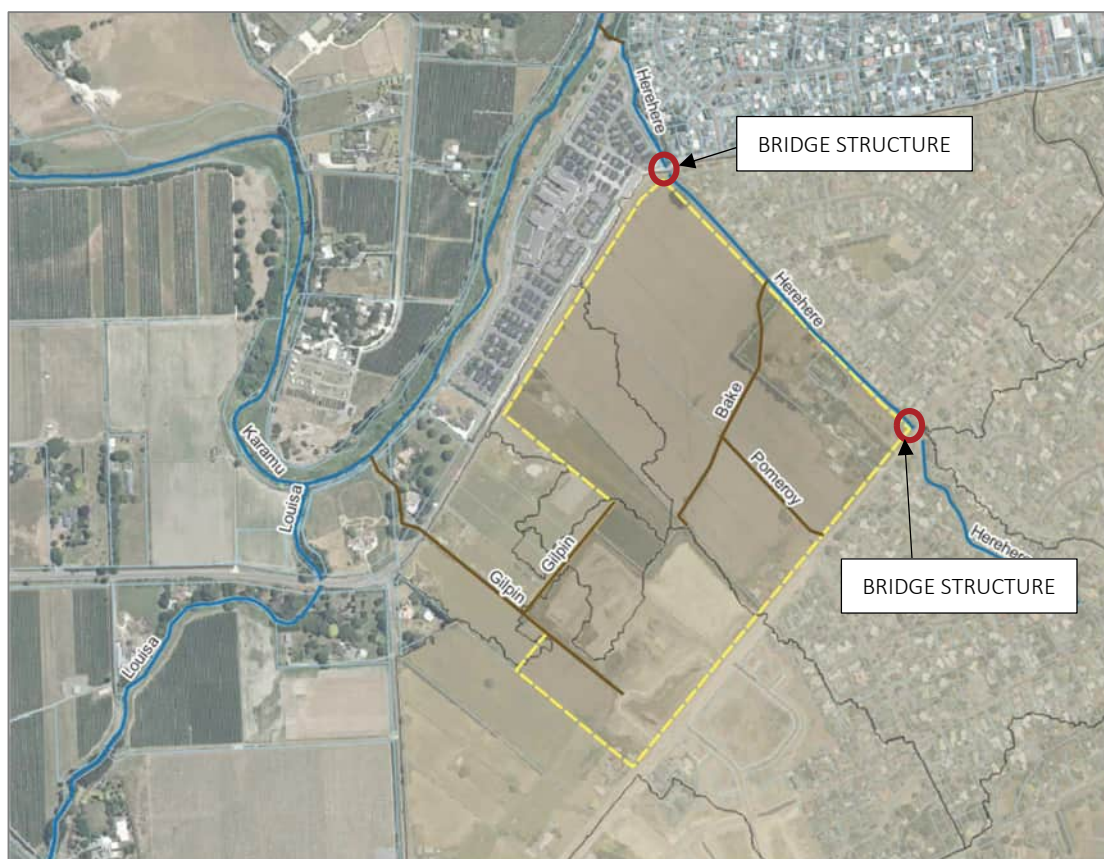 Herehere
BRIDGE STRUCTURE
Herehere
Bake
Pomeroy
Karamu
Louisa
Herehere
BRIDGE STRUCTURE
Gilpin
Gilpin
Louisa